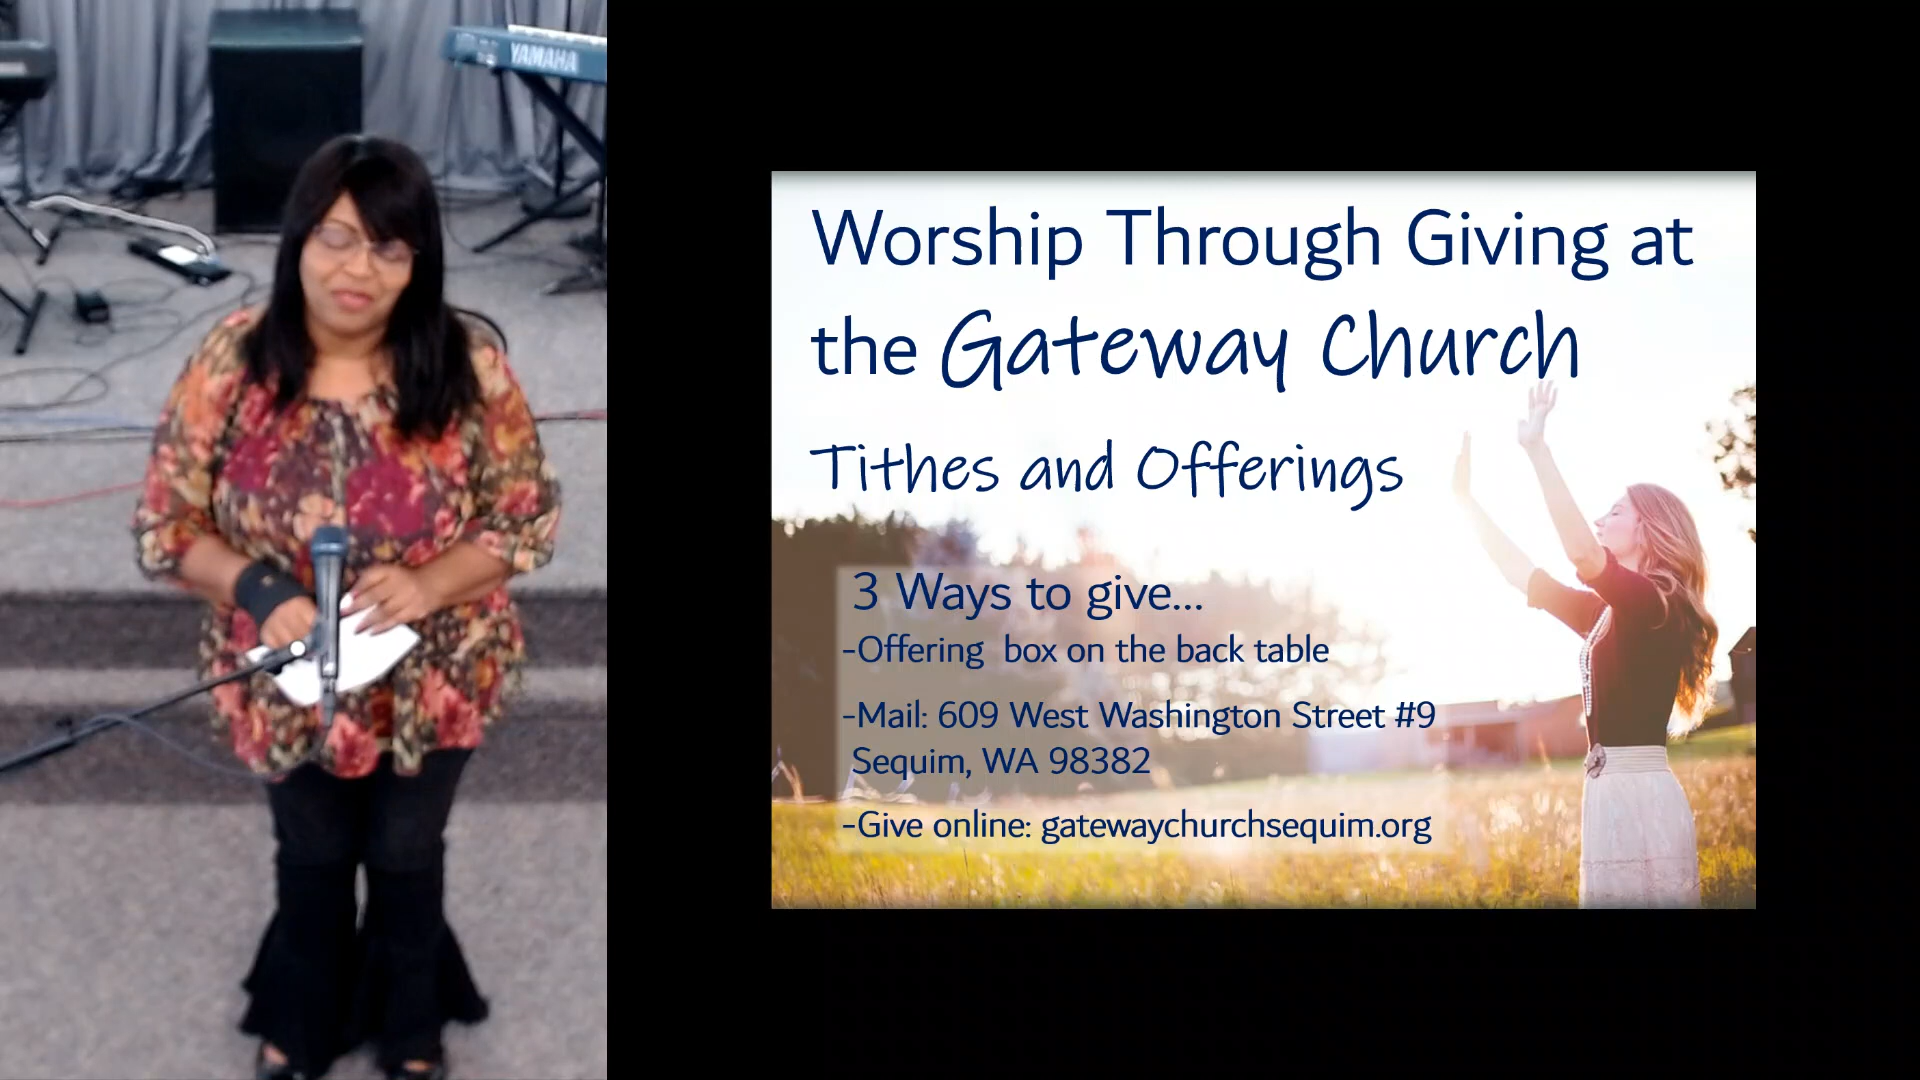 YAMAHA
Worship Through Giving at
the Gateway Church
Tithes and Offerings
3 Ways to give...
-Offering box on the back table
-Mail: 609 West Washington Street #9
Sequim, WA 98382
-Give online: gatewaychurchsequim.org